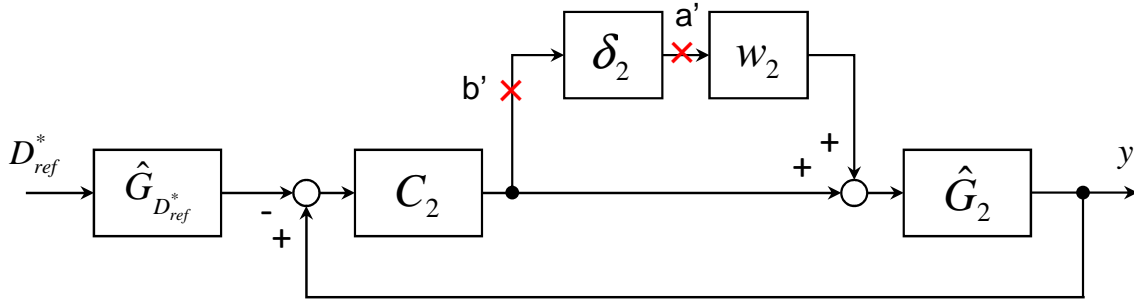 a'
δ₂
w₂
b'
D*ref
+
+
y
ĜD*ref
-
+
C₂
Ĝ₂